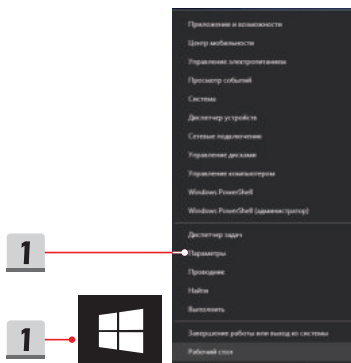 Приложения и возможности
Центр мобильности
Управление электропитанием
Просмотр событий
Система
Диспетчер устройств
Сетевые подключения
Управление дисками
Управление компьютером
Windows PowerShell
Windows PowerShell (администратор)
Диспетчер задач
1
Параметры
Проводник
Найти
Выполнить
1
Завершение работы или выход из системы
Рабочий стол